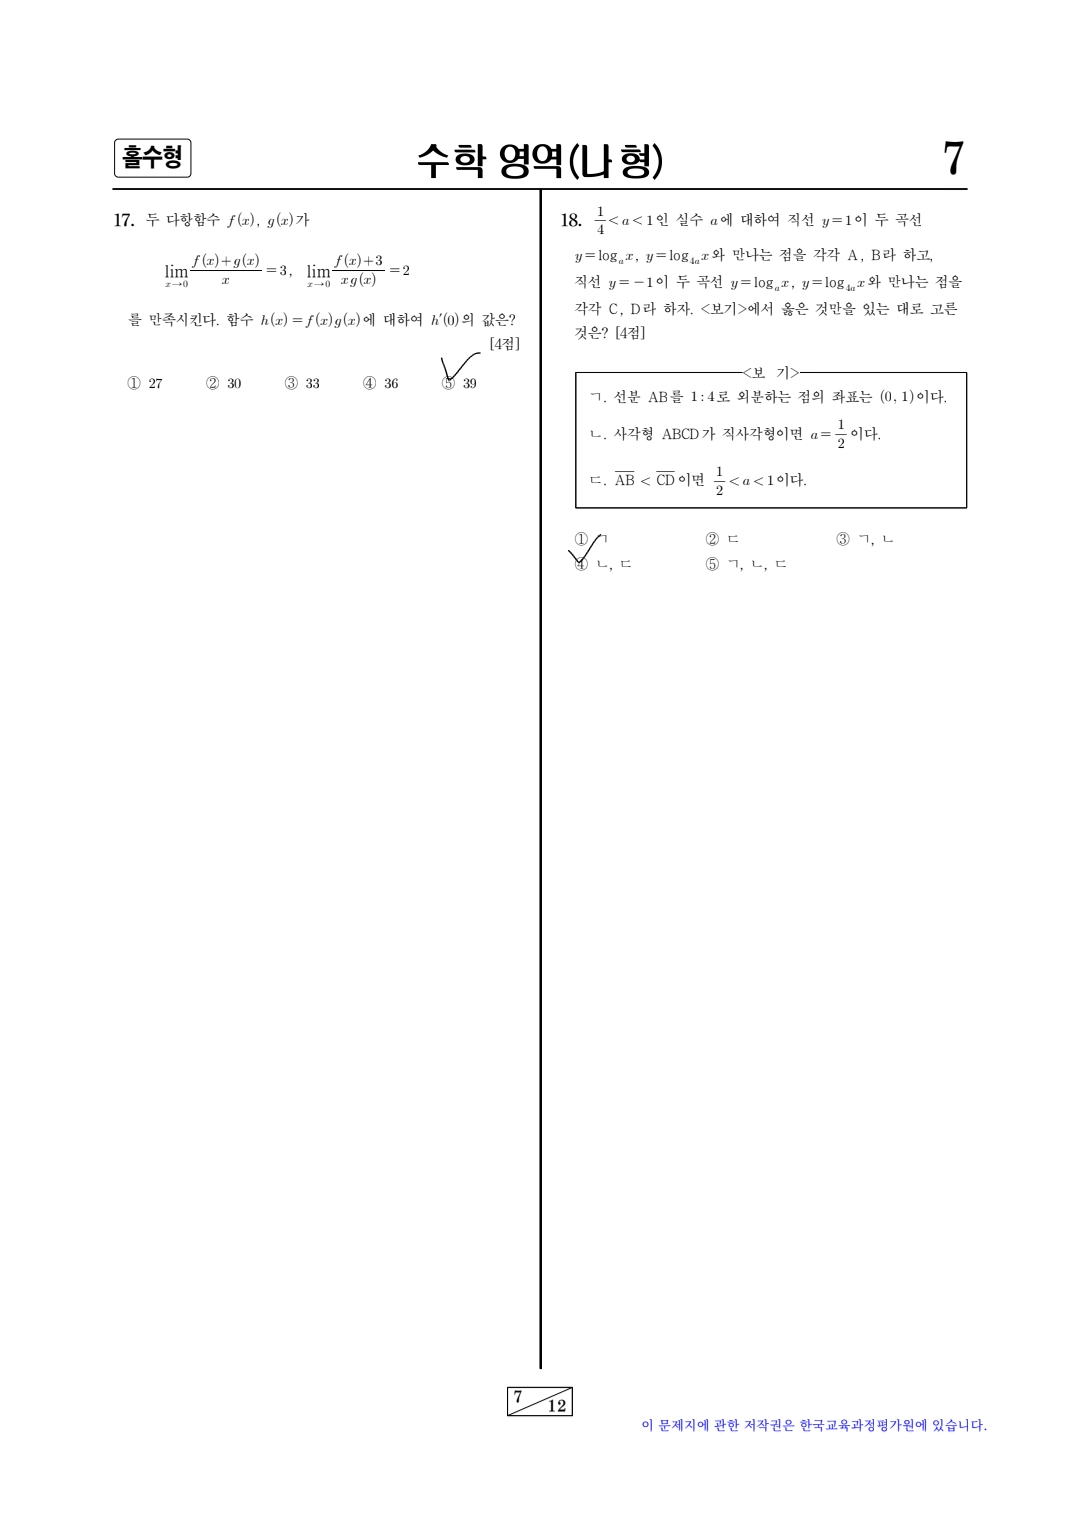 홀수형
수학 영역(나형)
7
17. 두 다항함수 f(x), g(x)가
lim_{x→0} (f(x)+g(x))/x = 3, lim_{x→0} (f(x)+3)/(xg(x)) = 2
를 만족시킨다. 함수 h(x)=f(x)g(x)에 대하여 h′(0)의 값은?
[4점]
① 27 ② 30 ③ 33 ④ 36 ⑤ 39
18. 1/4<a<1인 실수 a에 대하여 직선 y=1이 두 곡선
y=log_a x, y=log_{4a} x와 만나는 점을 각각 A, B라 하고,
직선 y=-1이 두 곡선 y=log_a x, y=log_{4a} x와 만나는 점을
각각 C, D라 하자. <보기>에서 옳은 것만을 있는 대로 고른
것은? [4점]
<보 기>
ㄱ. 선분 AB를 1:4로 외분하는 점의 좌표는 (0, 1)이다.
ㄴ. 사각형 ABCD가 직사각형이면 a=1/2이다.
ㄷ. \overline{AB} < \overline{CD}이면 1/2<a<1이다.
① ㄱ ② ㄷ ③ ㄱ, ㄴ
④ ㄴ, ㄷ ⑤ ㄱ, ㄴ, ㄷ
7/12
이 문제지에 관한 저작권은 한국교육과정평가원에 있습니다.